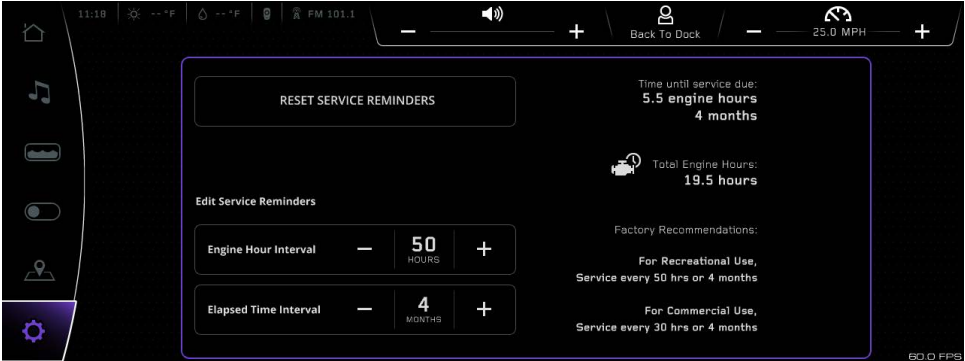 11:18
-- °F
-- °F
FM 101.1
Back To Dock
25.0 MPH
RESET SERVICE REMINDERS
Time until service due:
5.5 engine hours
4 months
Total Engine Hours:
19.5 hours
Edit Service Reminders
Engine Hour Interval
50
HOURS
Elapsed Time Interval
4
MONTHS
Factory Recommendations:
For Recreational Use,
Service every 50 hrs or 4 months
For Commercial Use,
Service every 30 hrs or 4 months
60.0 FPS